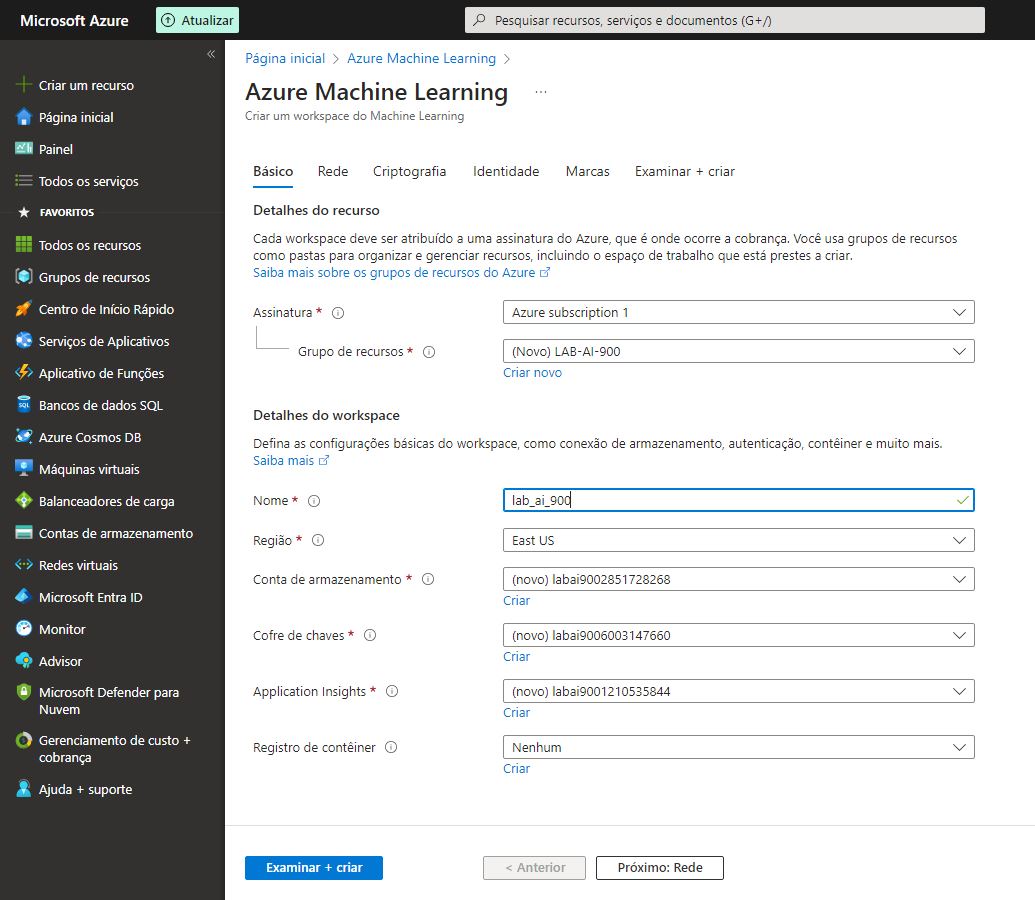 Microsoft Azure
Atualizar
Pesquisar recursos, serviços e documentos (G+/)
«
Criar um recurso
Página inicial
Painel
Todos os serviços
FAVORITOS
Todos os recursos
Grupos de recursos
Centro de Início Rápido
Serviços de Aplicativos
Aplicativo de Funções
SQL
Bancos de dados SQL
Azure Cosmos DB
Máquinas virtuais
Balanceadores de carga
Contas de armazenamento
Redes virtuais
Microsoft Entra ID
Monitor
Advisor
Microsoft Defender para
Nuvem
Gerenciamento de custo +
cobrança
Ajuda + suporte
Página inicial > Azure Machine Learning >
Azure Machine Learning ...
Criar um workspace do Machine Learning
Básico Rede Criptografia Identidade Marcas Examinar + criar
Detalhes do recurso
Cada workspace deve ser atribuído a uma assinatura do Azure, que é onde ocorre a cobrança. Você usa grupos de recursos
como pastas para organizar e gerenciar recursos, incluindo o espaço de trabalho que está prestes a criar.
Saiba mais sobre os grupos de recursos do Azure
Assinatura * Azure subscription 1
Grupo de recursos * (Novo) LAB-AI-900
Criar novo
Detalhes do workspace
Defina as configurações básicas do workspace, como conexão de armazenamento, autenticação, contêiner e muito mais.
Saiba mais
Nome * lab_ai_900
Região * East US
Conta de armazenamento * (novo) labai9002851728268
Criar
Cofre de chaves * (novo) labai9006003147660
Criar
Application Insights * (novo) labai9001210535844
Criar
Registro de contêiner Nenhum
Criar
Examinar + criar < Anterior Próximo: Rede